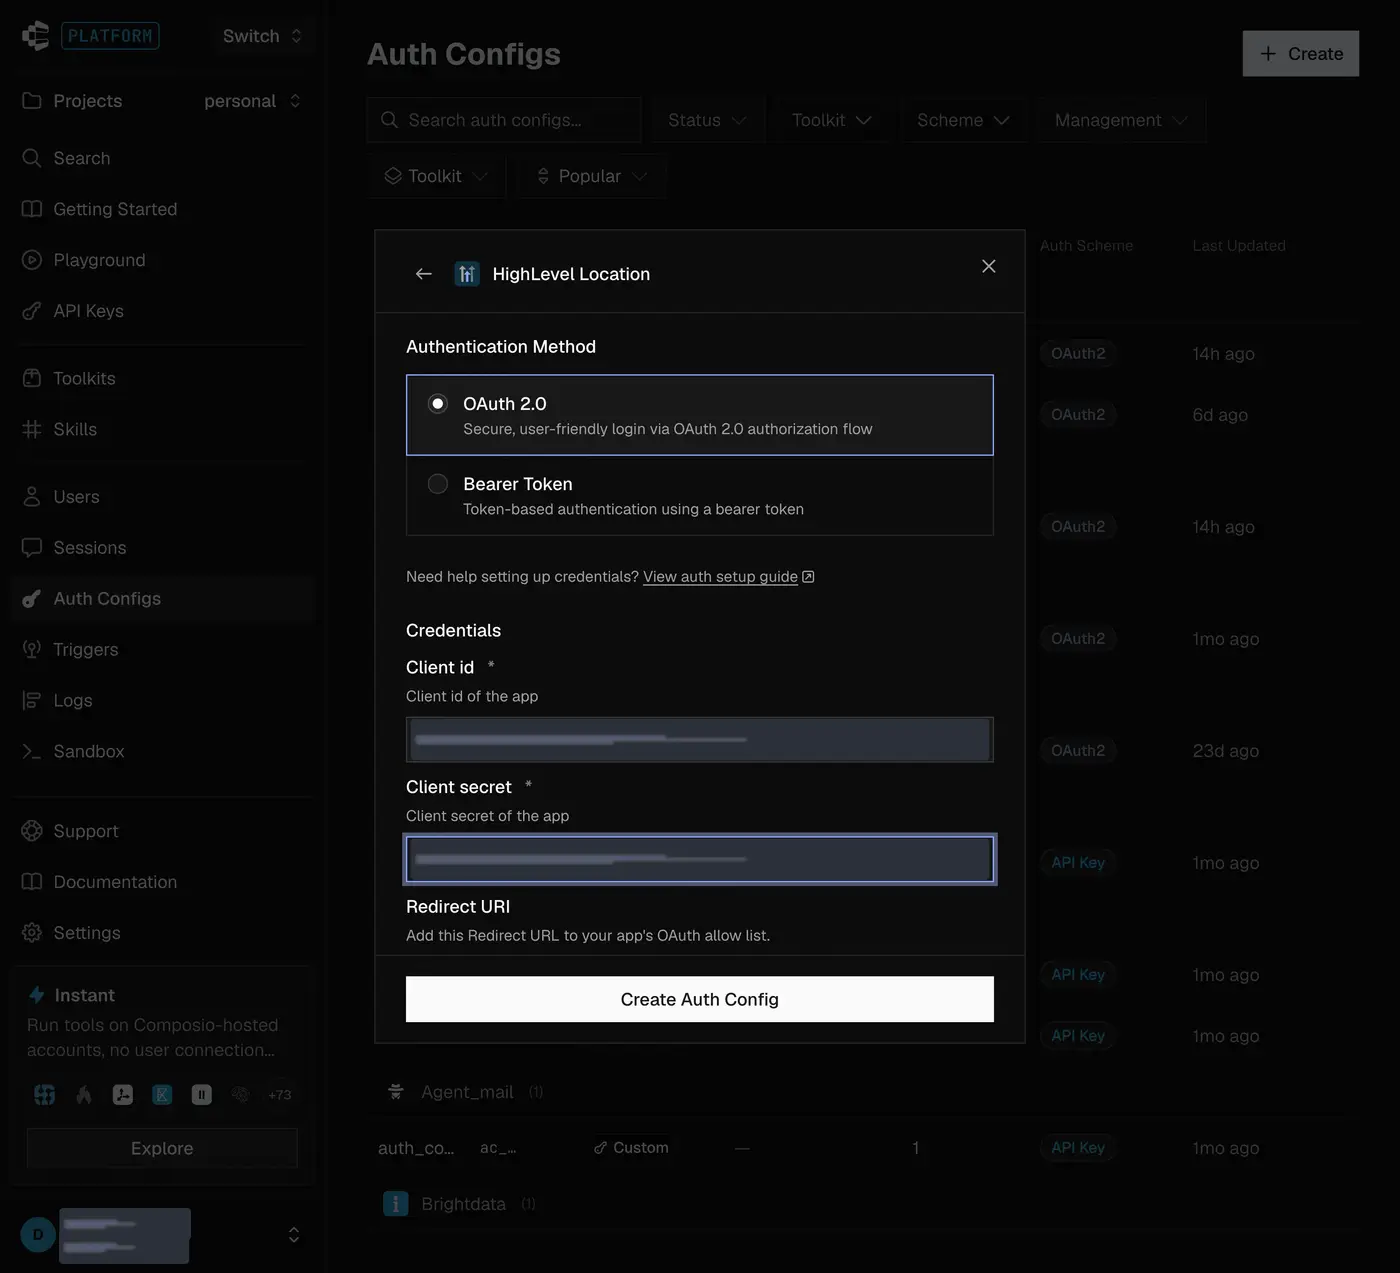 PLATFORM
Switch
Projects
personal
Search
Getting Started
Playground
API Keys
Toolkits
Skills
Users
Sessions
Auth Configs
Triggers
Logs
Sandbox
Support
Documentation
Settings
Instant
Run tools on Composio-hosted
accounts, no user connection...
+73
Explore
D
Auth Configs
+ Create
Search auth configs...
Status
Toolkit
Scheme
Management
Toolkit
Popular
Auth Scheme
Last Updated
OAuth2
14h ago
OAuth2
6d ago
OAuth2
14h ago
OAuth2
1mo ago
OAuth2
23d ago
API Key
1mo ago
API Key
1mo ago
API Key
1mo ago
HighLevel Location
Authentication Method
OAuth 2.0
Secure, user-friendly login via OAuth 2.0 authorization flow
Bearer Token
Token-based authentication using a bearer token
Need help setting up credentials? View auth setup guide
Credentials
Client id *
Client id of the app
Client secret *
Client secret of the app
Redirect URI
Add this Redirect URL to your app's OAuth allow list.
Create Auth Config
Agent_mail (1)
auth_co...
ac_...
Custom
—
1
API Key
1mo ago
Brightdata (1)